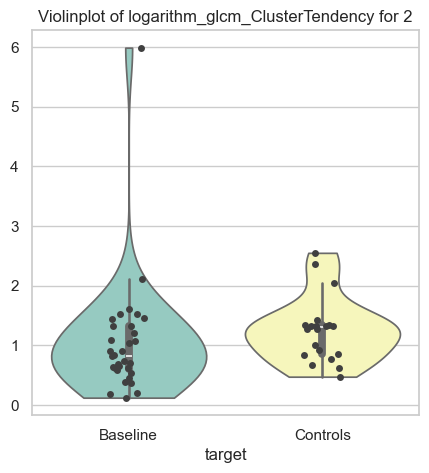 Violinplot of logarithm_glcm_ClusterTendency for 2
6
5
4
3
2
1
0
Baseline
Controls
target